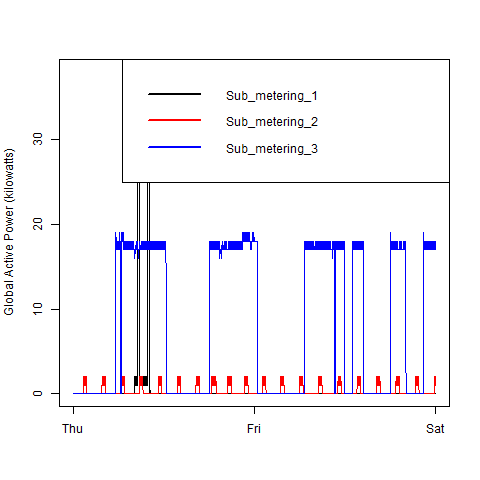 Sub_metering_1
Sub_metering_2
Sub_metering_3
Global Active Power (kilowatts)
30
20
10
0
Thu
Fri
Sat